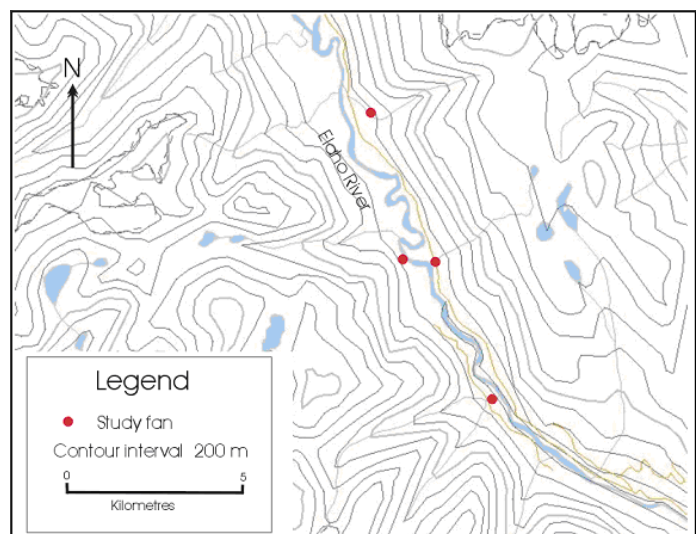 N
Elaho River
Legend
Study fan
Contour interval 200 m
0 5
Kilometres